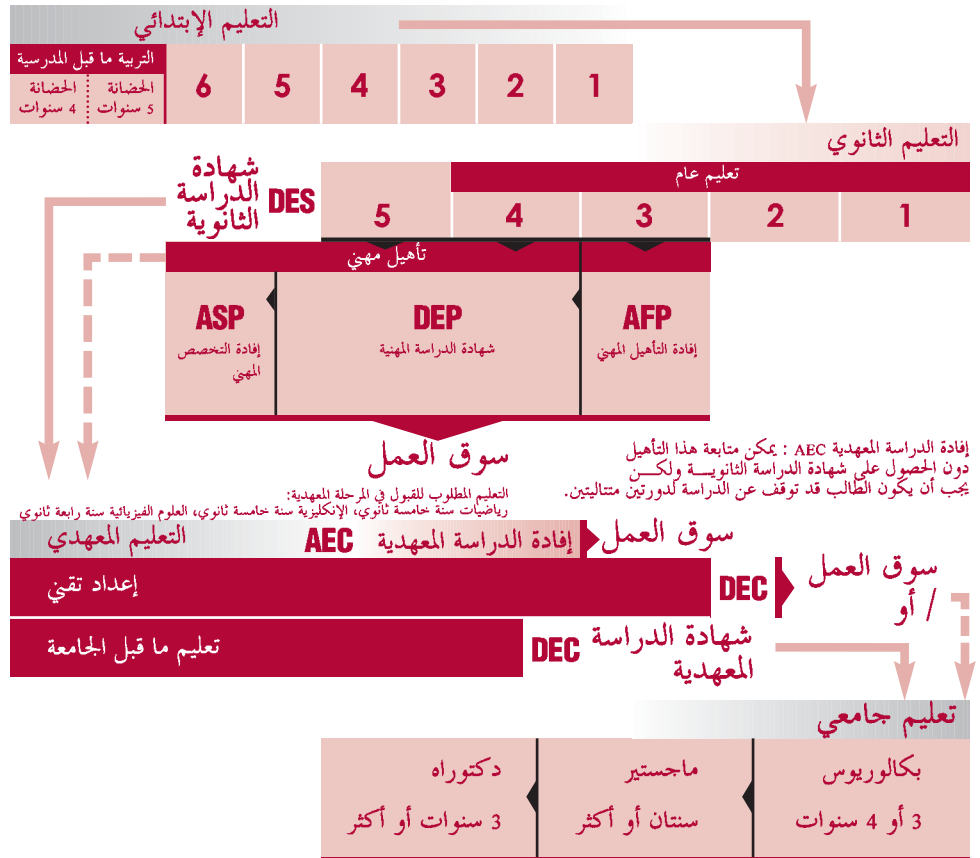 التعليم الإبتدائي
التربية ما قبل المدرسية
الحضانة
4 سنوات
الحضانة
5 سنوات
6
5
4
3
2
1
التعليم الثانوي
تعليم عام
5
4
3
2
1
DES
شهادة
الدراسة
الثانوية
تأهيل مهني
AFP
إفادة التأهيل المهني
DEP
شهادة الدراسة المهنية
ASP
إفادة التخصص
المهني
سوق العمل
إفادة الدراسة المعهدية AEC : يمكن متابعة هذا التأهيل
دون الحصول على شهادة الدراسة الثانويــة ولكــن
يجب أن يكون الطالب قد توقف عن الدراسة لدورتين متتاليتين.
التعليم المطلوب للقبول في المرحلة المعهدية:
رياضيات سنة خامسة ثانوي، الإنكليزية سنة خامسة ثانوي، العلوم الفيزيائية سنة رابعة ثانوي
التعليم المعهدي
إفادة الدراسة المعهدية AEC
سوق العمل
إعداد تقني
DEC
سوق العمل
/ أو
تعليم ما قبل الجامعة
DEC
شهادة الدراسة
المعهدية
تعليم جامعي
بكالوريوس
3 أو 4 سنوات
ماجستير
سنتان أو أكثر
دكتوراه
3 سنوات أو أكثر